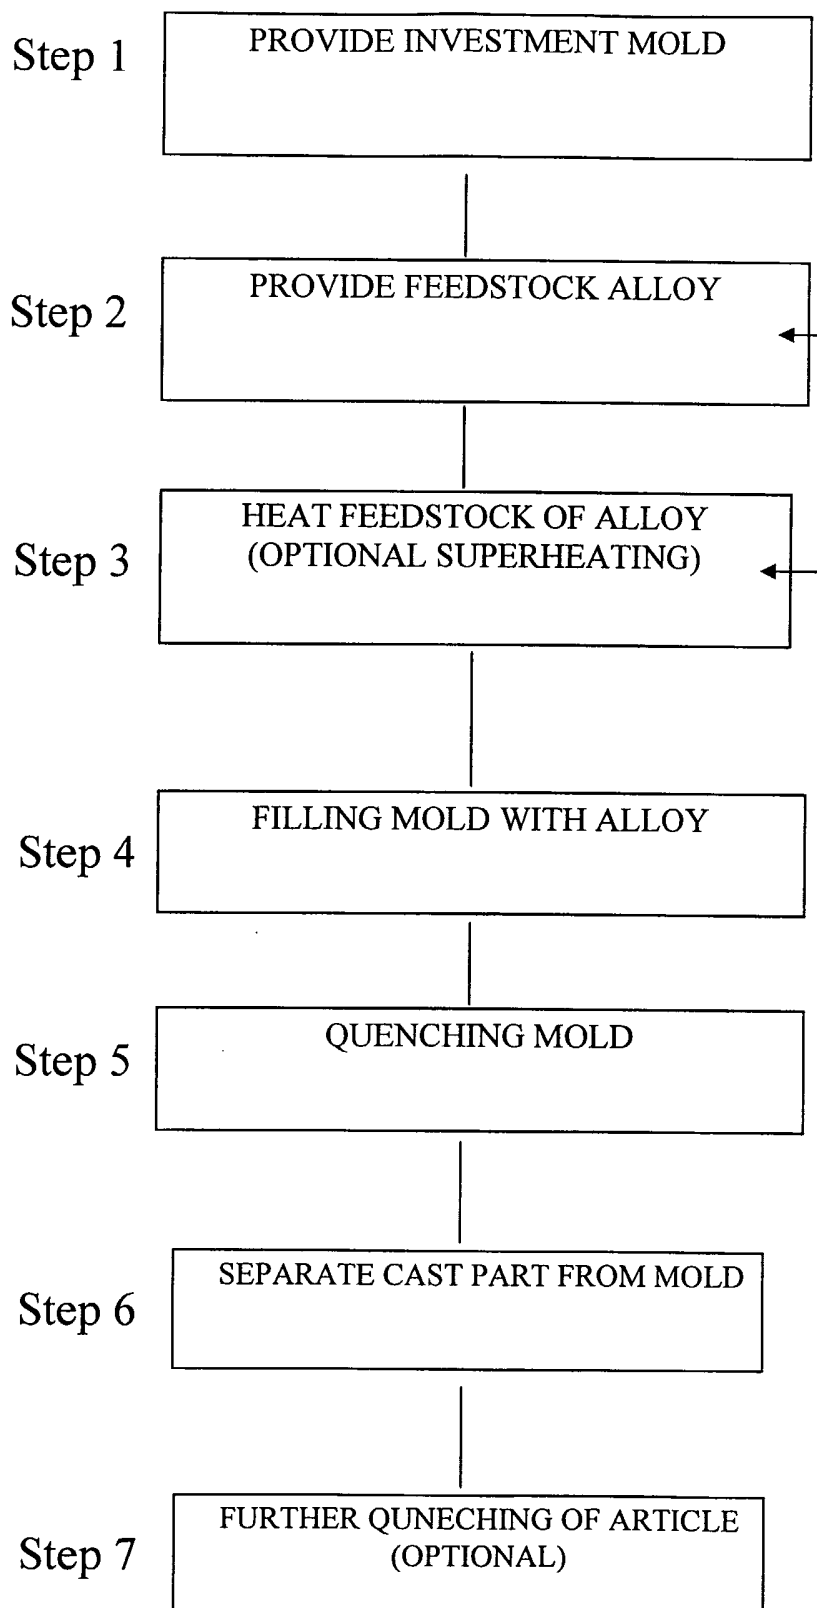 Step 1
PROVIDE INVESTMENT MOLD
Step 2
PROVIDE FEEDSTOCK ALLOY
Step 3
HEAT FEEDSTOCK OF ALLOY
(OPTIONAL SUPERHEATING)
Step 4
FILLING MOLD WITH ALLOY
Step 5
QUENCHING MOLD
Step 6
SEPARATE CAST PART FROM MOLD
Step 7
FURTHER QUNECHING OF ARTICLE
(OPTIONAL)